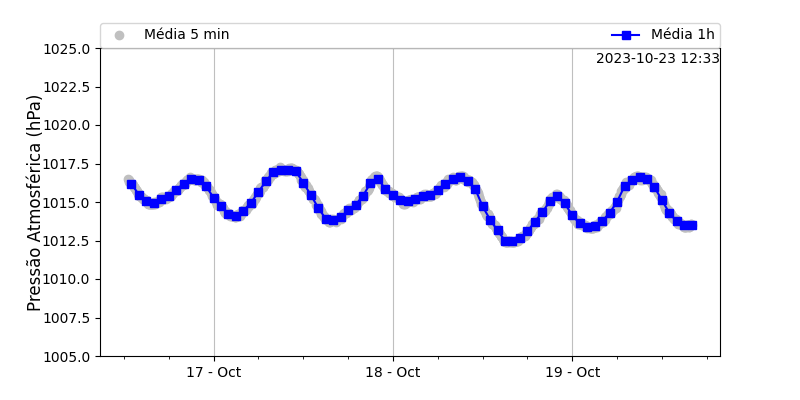 Média 5 min
Média 1h
2023-10-23 12:33
Pressão Atmosférica (hPa)
1025.0
1022.5
1020.0
1017.5
1015.0
1012.5
1010.0
1007.5
1005.0
17 - Oct
18 - Oct
19 - Oct